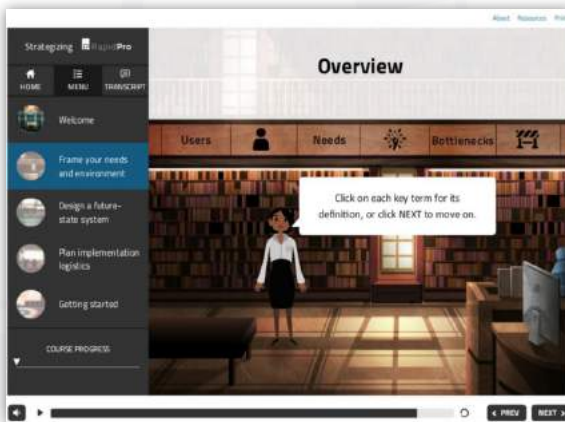 About Resources
Strategizing RapidPro
HOME
MENU
TRANSCRIPT
Overview
Welcome
Frame your needs
and environment
Design a future-
state system
Plan implementation
logistics
Getting started
COURSE PROGRESS
Users
Needs
Bottlenecks
Click on each key term for its
definition, or click NEXT to move on.
< PREV
NEXT >